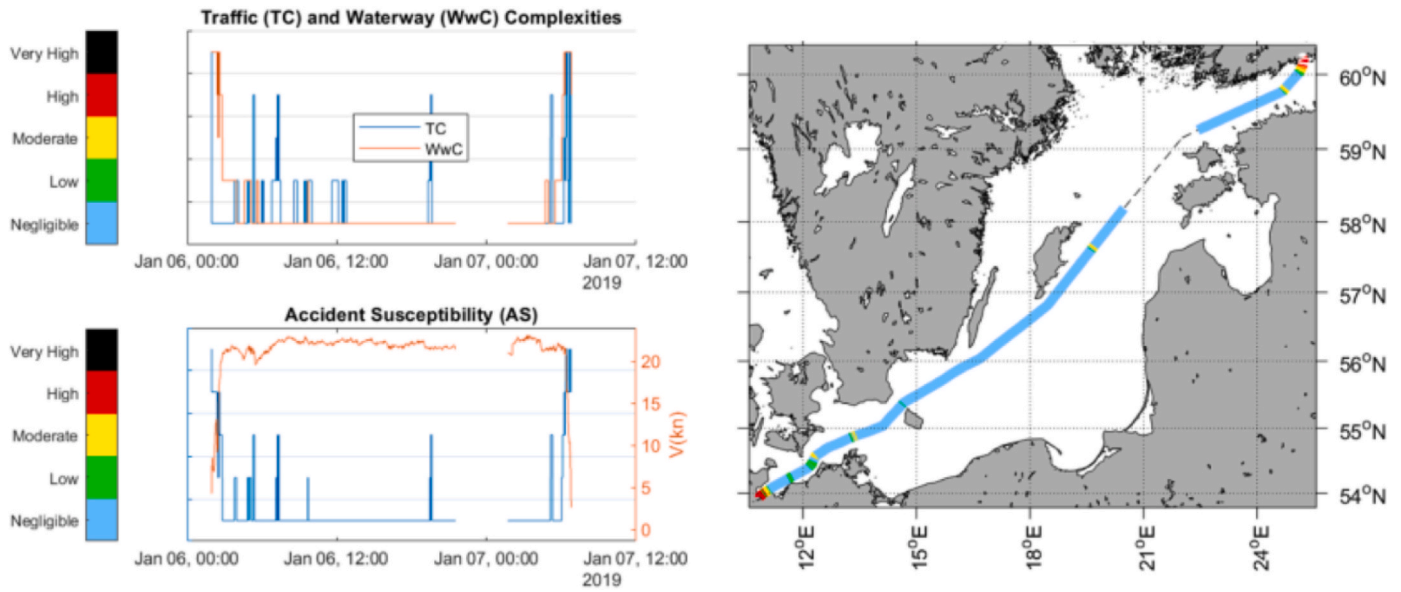 Traffic (TC) and Waterway (WwC) Complexities
Very High
High
Moderate
Low
Negligible
TC
WwC
Jan 06, 00:00
Jan 06, 12:00
Jan 07, 00:00
Jan 07, 12:00
2019
Accident Susceptibility (AS)
Very High
High
Moderate
Low
Negligible
20
15
10
5
0
V(kn)
Jan 06, 00:00
Jan 06, 12:00
Jan 07, 00:00
Jan 07, 12:00
2019
60°N
59°N
58°N
57°N
56°N
55°N
54°N
12°E
15°E
18°E
21°E
24°E